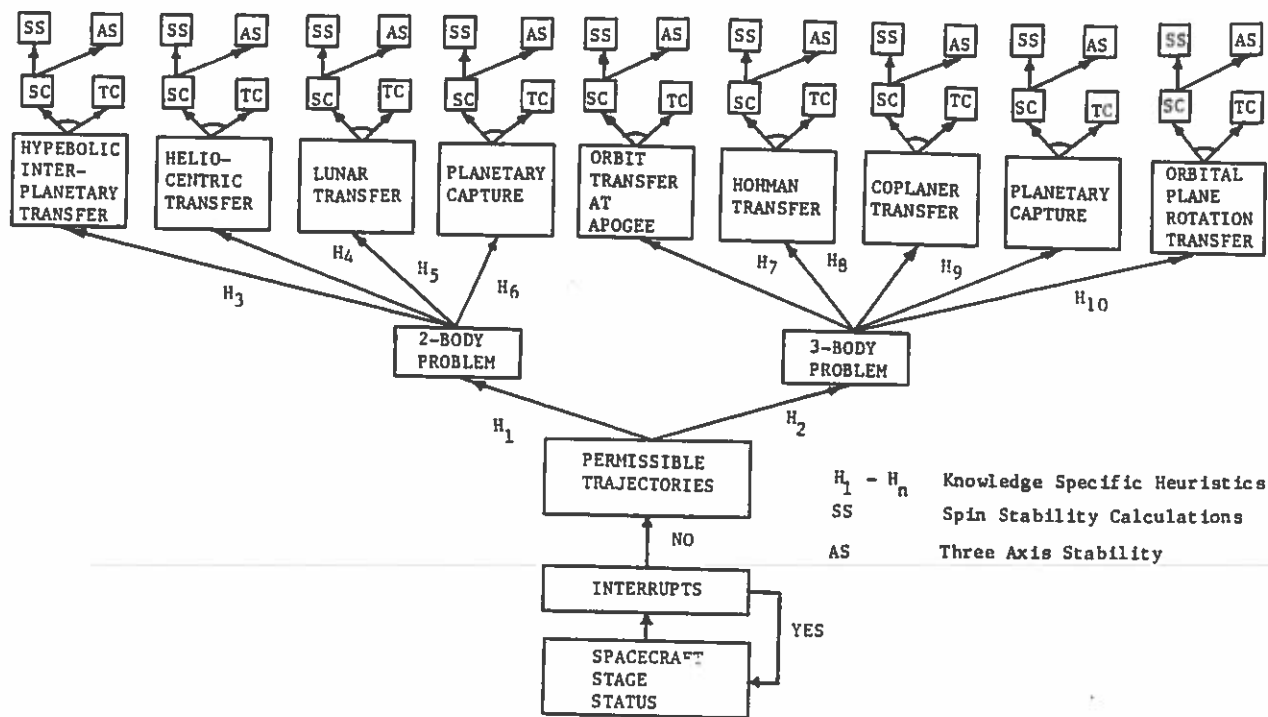 SS AS SS AS SS AS SS AS SS AS SS AS SS AS SS AS SS AS
SC TC SC TC SC TC SC TC SC TC SC TC SC TC SC TC SC TC
HYPEBOLIC
INTER-
PLANETARY
TRANSFER
HELIO-
CENTRIC
TRANSFER
LUNAR
TRANSFER
PLANETARY
CAPTURE
ORBIT
TRANSFER
AT
APOGEE
HOHMAN
TRANSFER
COPLANER
TRANSFER
PLANETARY
CAPTURE
ORBITAL
PLANE
ROTATION
TRANSFER
H3 H4 H5 H6 H7 H8 H9 H10
2-BODY
PROBLEM
3-BODY
PROBLEM
H1 H2
PERMISSIBLE
TRAJECTORIES
H1 - Hn Knowledge Specific Heuristics
SS Spin Stability Calculations
AS Three Axis Stability
NO
INTERRUPTS
YES
SPACECRAFT
STAGE
STATUS